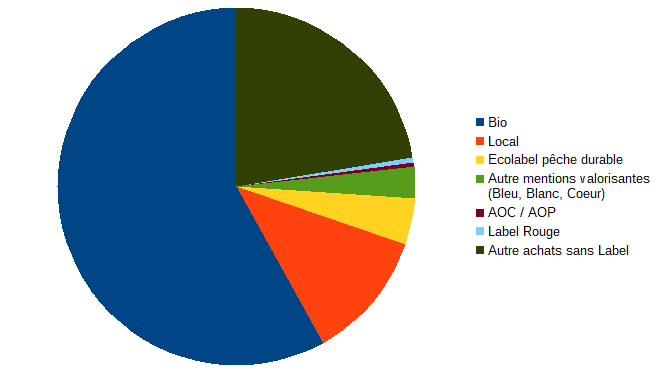 Bio
Local
Ecolabel pêche durable
Autre mentions valorisantes
(Bleu, Blanc, Coeur)
AOC / AOP
Label Rouge
Autre achats sans Label